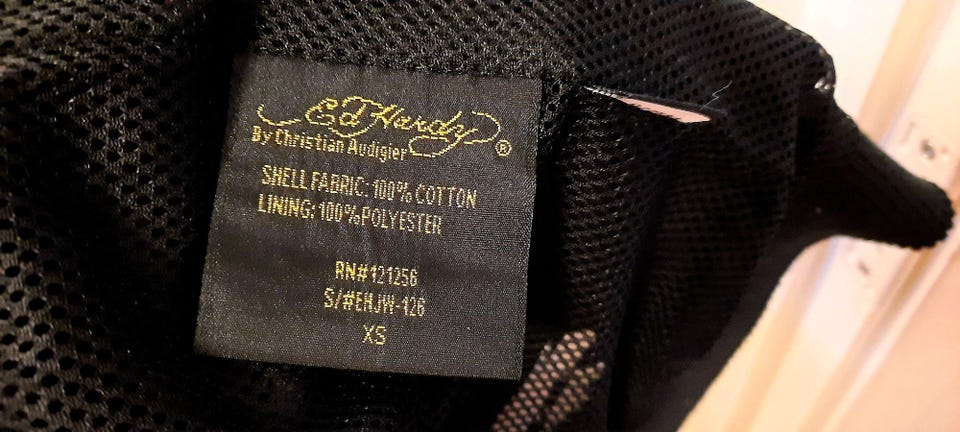 Ed Hardy
By Christian Audigier ®
SHELL FABRIC: 100% COTTON
LINING: 100%POLYESTER
RN#121256
S/#EHJW-126
XS